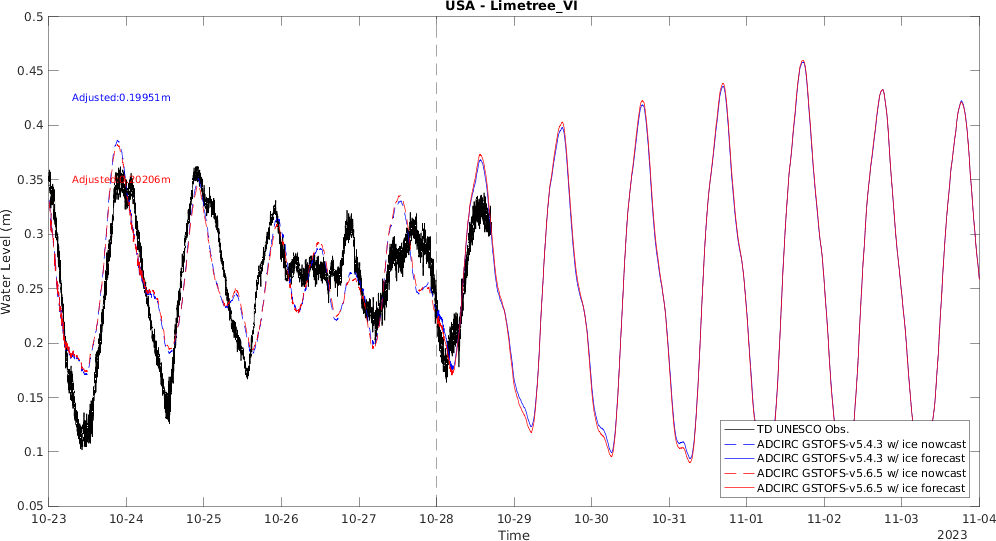 USA - Limetree_VI
0.5
0.45
0.4
0.35
0.3
0.25
0.2
0.15
0.1
0.05
Water Level (m)
Adjusted:0.19951m
Adjusted:0.20206m
TD UNESCO Obs.
ADCIRC GSTOFS-v5.4.3 w/ ice nowcast
ADCIRC GSTOFS-v5.4.3 w/ ice forecast
ADCIRC GSTOFS-v5.6.5 w/ ice nowcast
ADCIRC GSTOFS-v5.6.5 w/ ice forecast
10-23 10-24 10-25 10-26 10-27 10-28 10-29 10-30 10-31 11-01 11-02 11-03 11-04
Time
2023